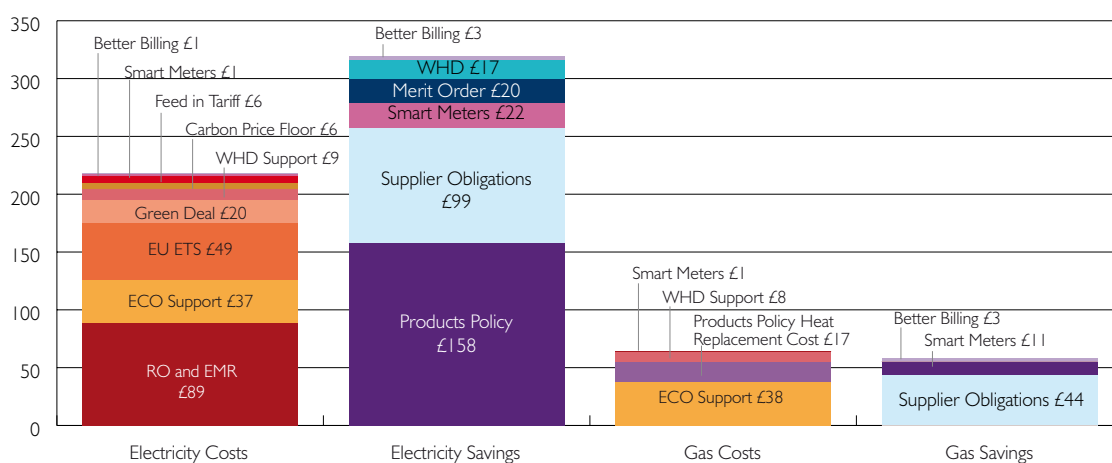 350
300
250
200
150
100
50
0
Better Billing £1
Smart Meters £1
Feed in Tariff £6
Carbon Price Floor £6
WHD Support £9
Green Deal £20
EU ETS £49
ECO Support £37
RO and EMR
£89
Electricity Costs
Better Billing £3
WHD £17
Merit Order £20
Smart Meters £22
Supplier Obligations
£99
Products Policy
£158
Electricity Savings
Smart Meters £1
WHD Support £8
Products Policy Heat
Replacement Cost £17
ECO Support £38
Gas Costs
Better Billing £3
Smart Meters £11
Supplier Obligations £44
Gas Savings